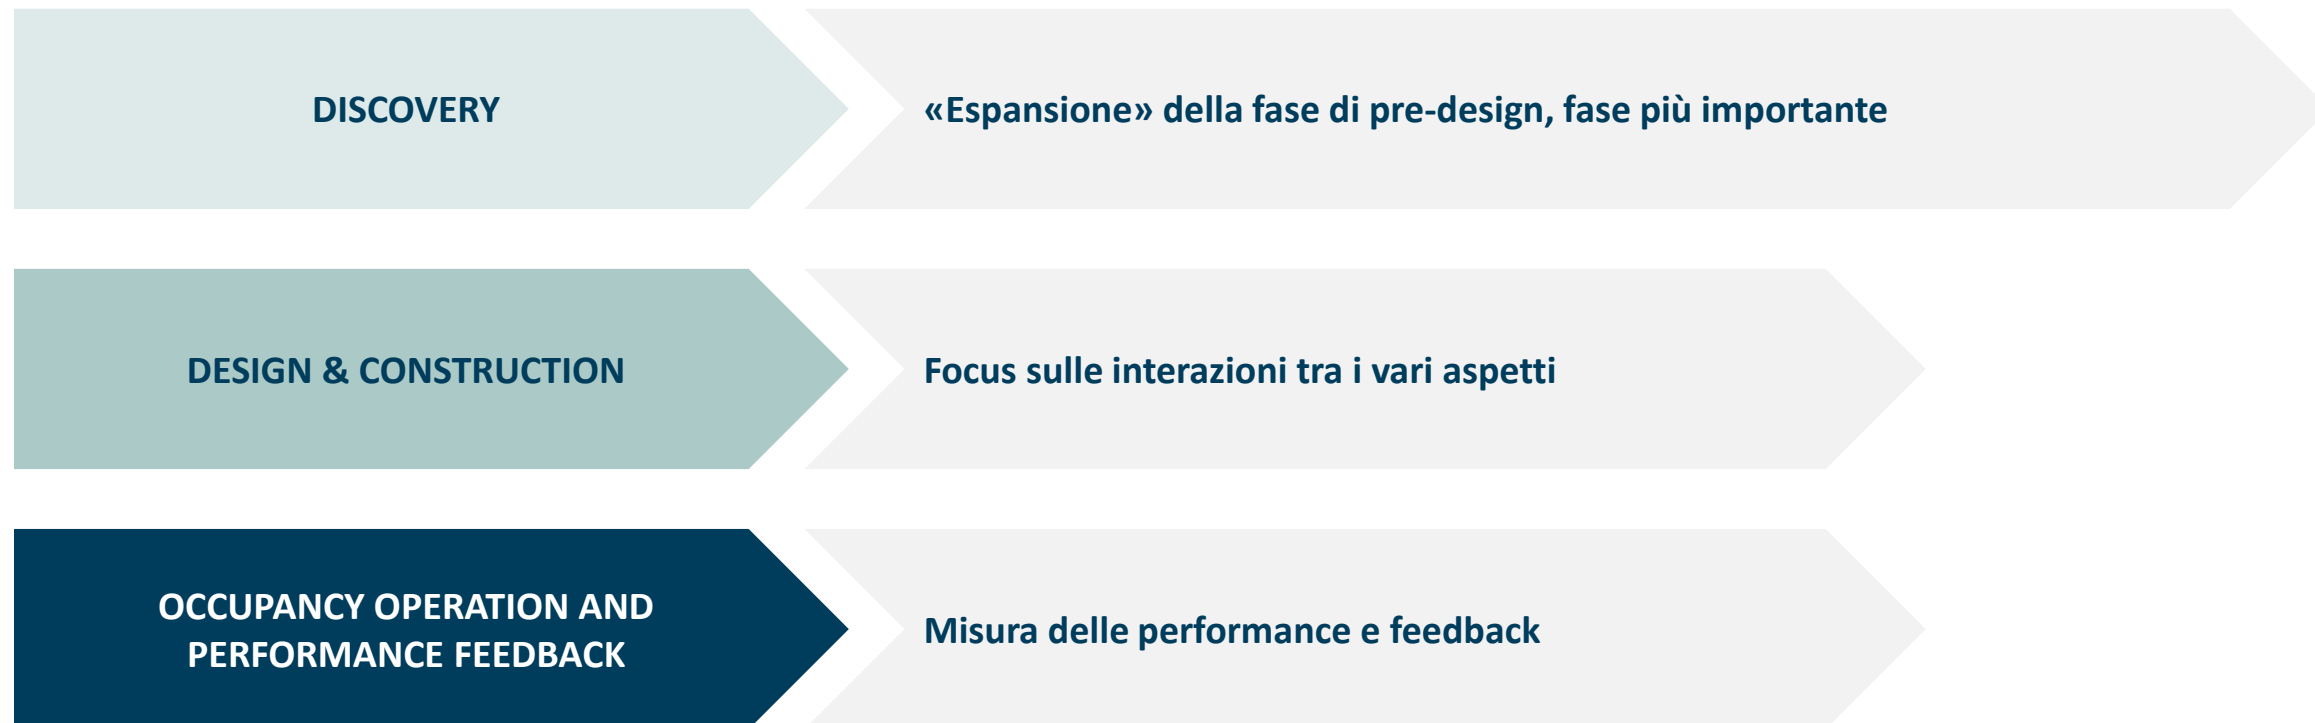 DISCOVERY
«Espansione» della fase di pre-design, fase più importante
DESIGN & CONSTRUCTION
Focus sulle interazioni tra i vari aspetti
OCCUPANCY OPERATION AND
PERFORMANCE FEEDBACK
Misura delle performance e feedback